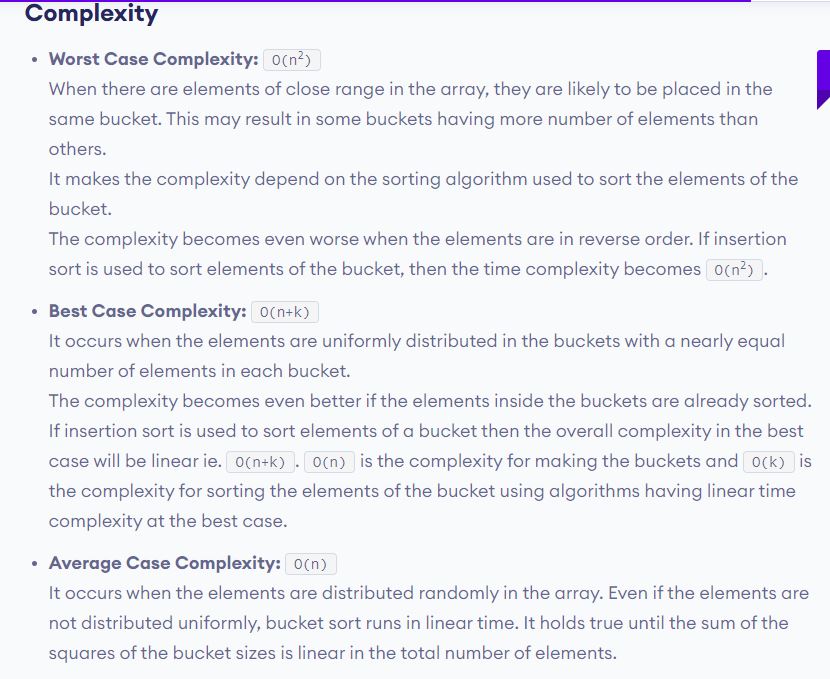 Complexity
• Worst Case Complexity: O(n²)
When there are elements of close range in the array, they are likely to be placed in the
same bucket. This may result in some buckets having more number of elements than
others.
It makes the complexity depend on the sorting algorithm used to sort the elements of the
bucket.
The complexity becomes even worse when the elements are in reverse order. If insertion
sort is used to sort elements of the bucket, then the time complexity becomes O(n²).
• Best Case Complexity: O(n+k)
It occurs when the elements are uniformly distributed in the buckets with a nearly equal
number of elements in each bucket.
The complexity becomes even better if the elements inside the buckets are already sorted.
If insertion sort is used to sort elements of a bucket then the overall complexity in the best
case will be linear ie. O(n+k). O(n) is the complexity for making the buckets and O(k) is
the complexity for sorting the elements of the bucket using algorithms having linear time
complexity at the best case.
• Average Case Complexity: O(n)
It occurs when the elements are distributed randomly in the array. Even if the elements are
not distributed uniformly, bucket sort runs in linear time. It holds true until the sum of the
squares of the bucket sizes is linear in the total number of elements.